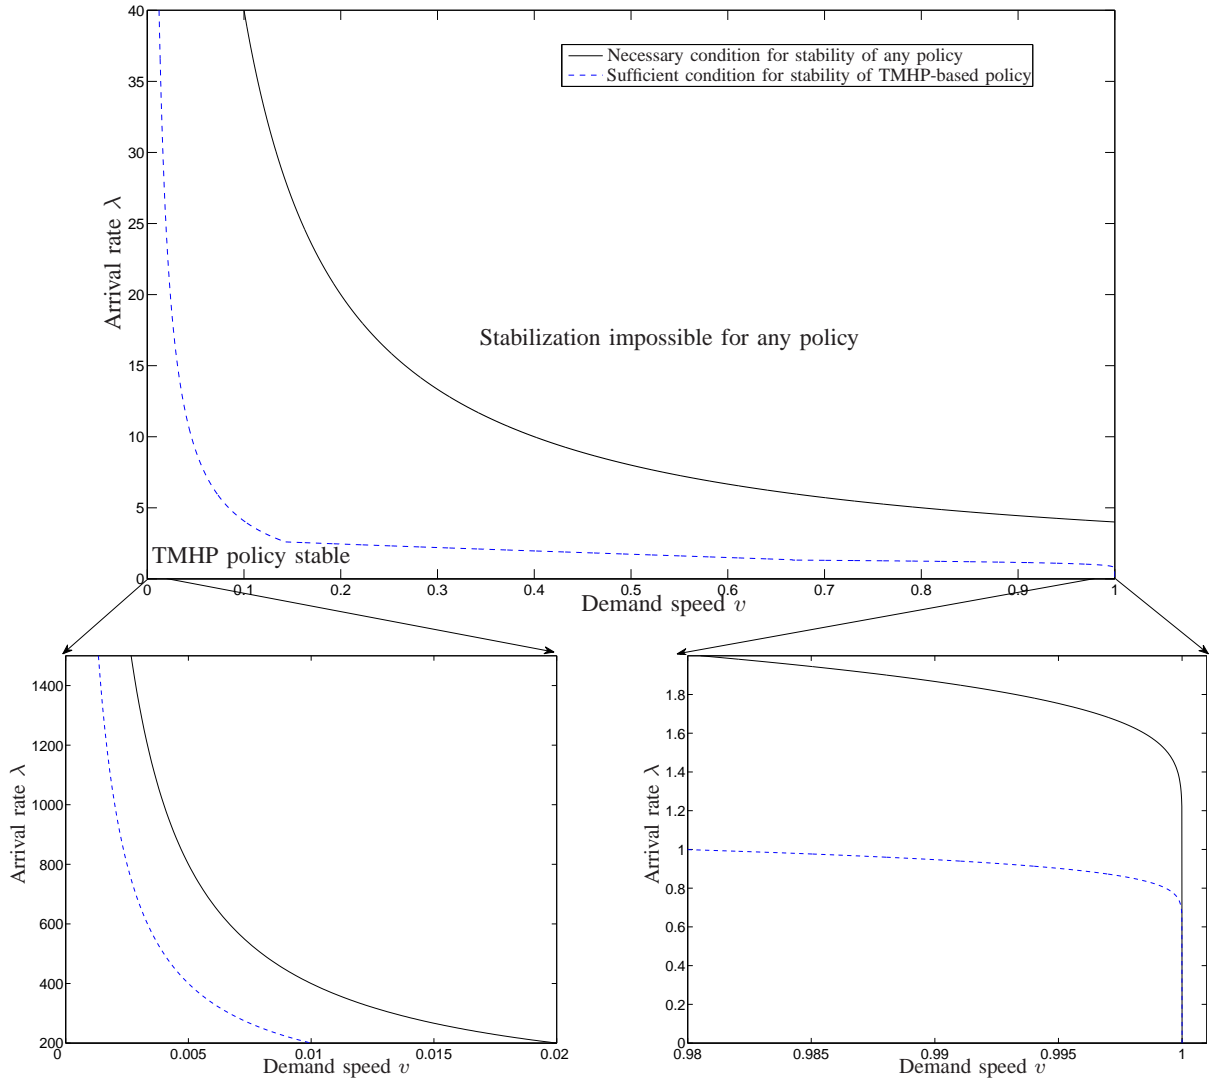 40
35
30
25
20
15
10
5
0
Arrival rate λ
Necessary condition for stability of any policy
Sufficient condition for stability of TMHP-based policy
Stabilization impossible for any policy
TMHP policy stable
0 0.1 0.2 0.3 0.4 0.5 0.6 0.7 0.8 0.9 1
Demand speed v
1400
1200
1000
800
600
400
200
Arrival rate λ
0 0.005 0.01 0.015 0.02
Demand speed v
1.8
1.6
1.4
1.2
1
0.8
0.6
0.4
0.2
0
Arrival rate λ
0.98 0.985 0.99 0.995 1
Demand speed v